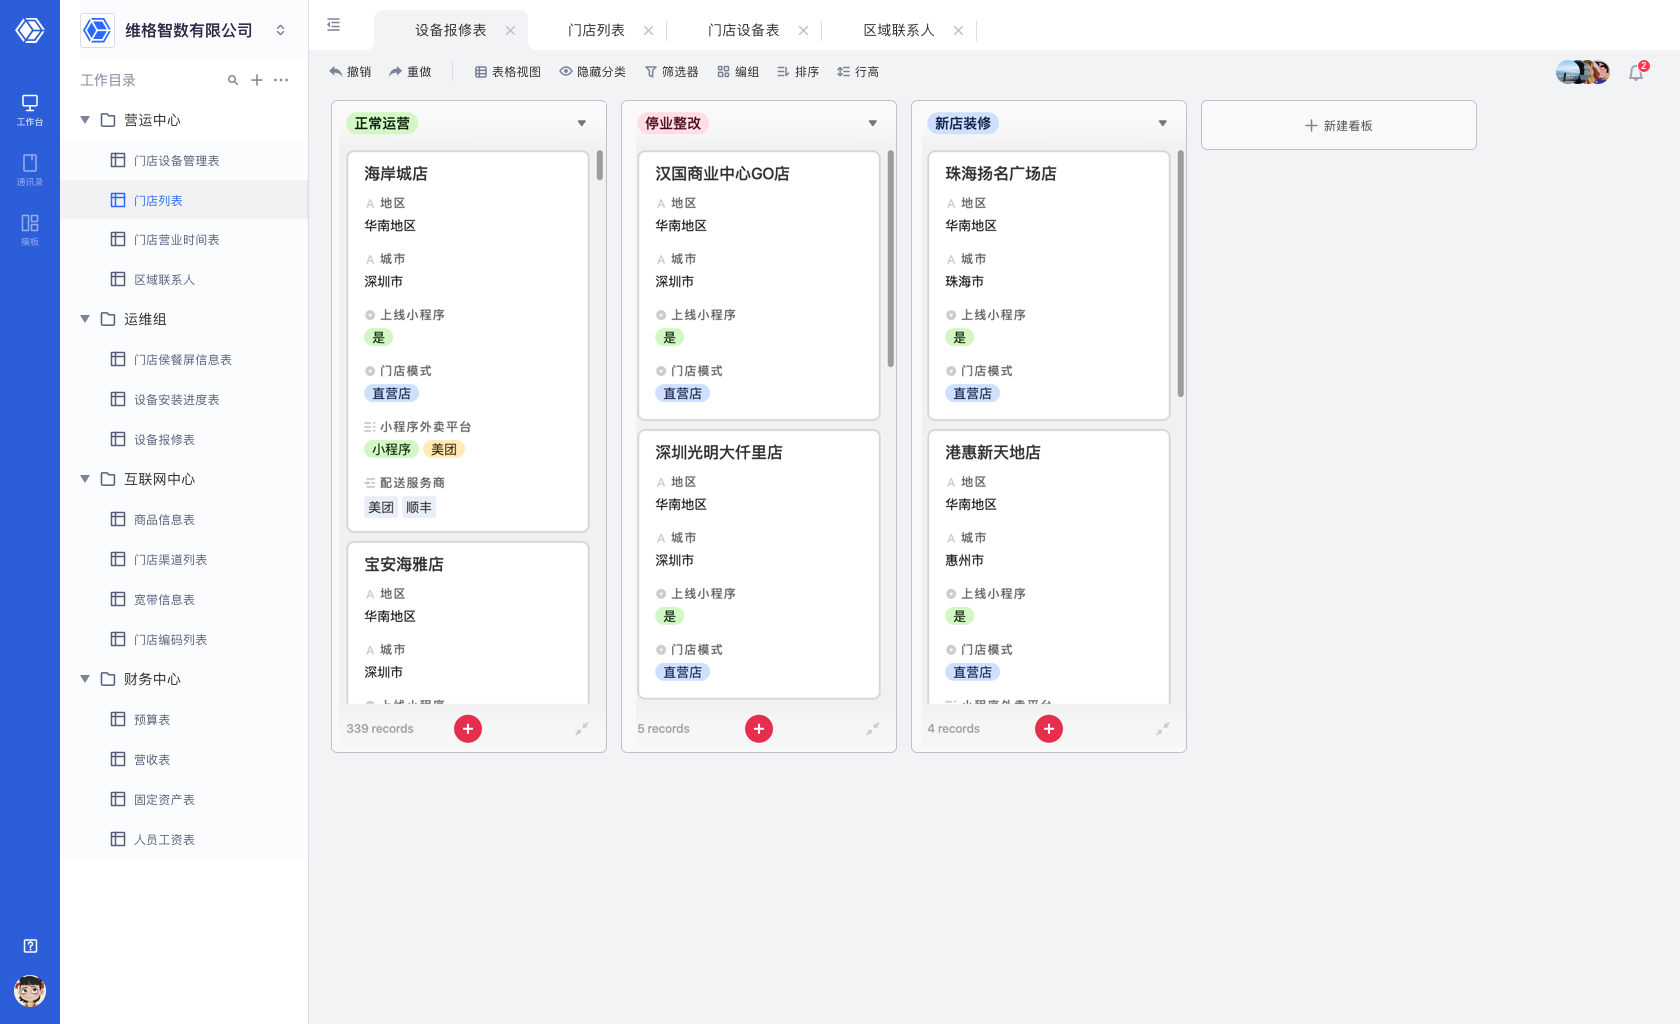 维格智数有限公司
工作目录
工作台
通讯录
模板
营运中心
门店设备管理表
门店列表
门店营业时间表
区域联系人
运维组
门店侯餐屏信息表
设备安装进度表
设备报修表
互联网中心
商品信息表
门店渠道列表
宽带信息表
门店编码列表
财务中心
预算表
营收表
固定资产表
人员工资表
设备报修表
门店列表
门店设备表
区域联系人
撤销
重做
表格视图
隐藏分类
筛选器
编组
排序
行高
2
正常运营
海岸城店
A 地区
华南地区
A 城市
深圳市
上线小程序
是
门店模式
直营店
小程序外卖平台
小程序 美团
配送服务商
美团 顺丰
宝安海雅店
A 地区
华南地区
A 城市
深圳市
上线小程序
339 records
停业整改
汉国商业中心GO店
A 地区
华南地区
A 城市
深圳市
上线小程序
是
门店模式
直营店
深圳光明大仟里店
A 地区
华南地区
A 城市
深圳市
上线小程序
是
门店模式
直营店
5 records
新店装修
珠海扬名广场店
A 地区
华南地区
A 城市
珠海市
上线小程序
是
门店模式
直营店
港惠新天地店
A 地区
华南地区
A 城市
惠州市
上线小程序
是
门店模式
直营店
小程序外卖平台
4 records
新建看板